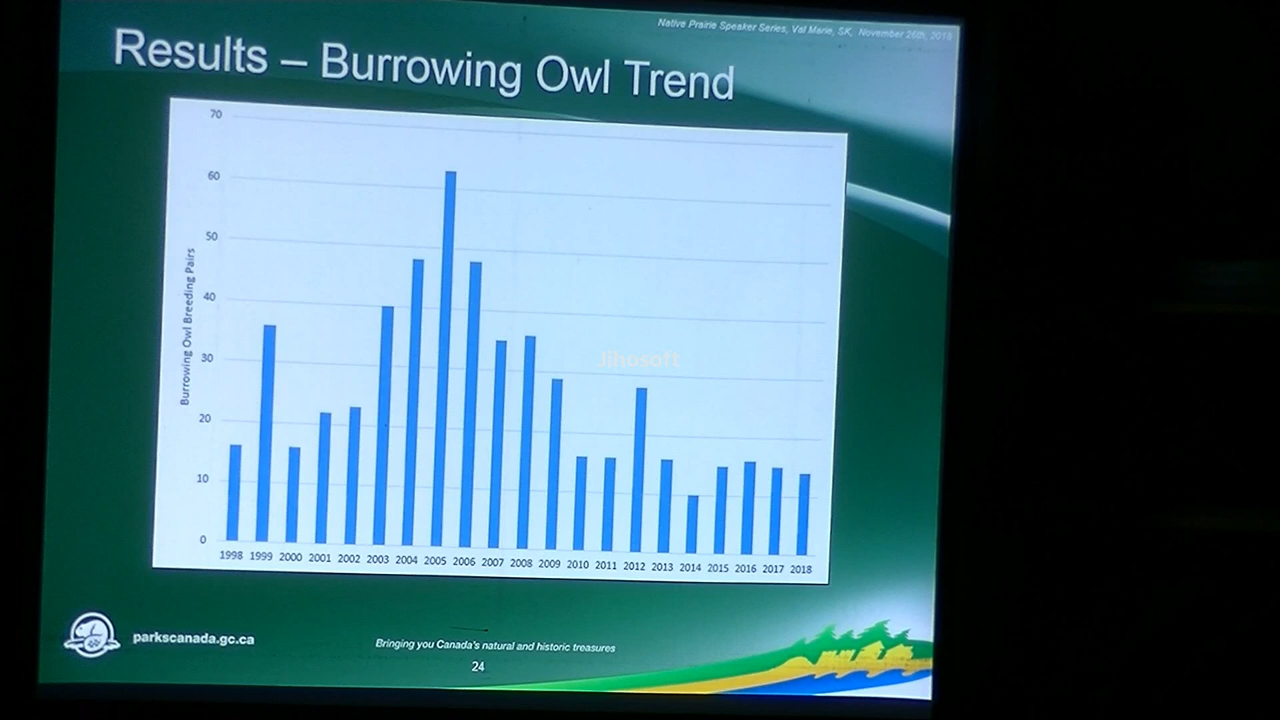 Native Prairie Speaker Series, Val Marie, SK, November 26th, 2018
Results – Burrowing Owl Trend
70
60
50
40
30
20
10
0
Burrowing Owl Breeding Pairs
Jihosoft
1998 1999 2000 2001 2002 2003 2004 2005 2006 2007 2008 2009 2010 2011 2012 2013 2014 2015 2016 2017 2018
parkscanada.gc.ca
Bringing you Canada's natural and historic treasures
24